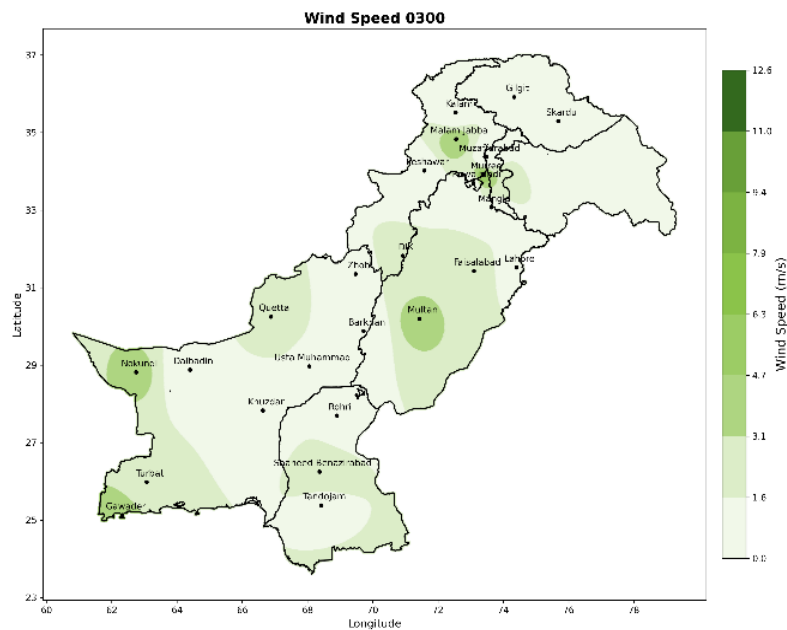 Wind Speed 0300
37
35
33
31
29
27
25
23
Latitude
Gilgit
Kalam
Skardu
Malam Jabba
Muzaffarabad
Peshawar
Murree
Mangla
DIK
Zhob
Faisalabad
Lahore
Quetta
Multan
Barkhan
Nokundi
Dalbadin
Usta Muhammad
Khuzdar
Rohri
Turbat
Shaheed Benazirabad
Gawader
Tandojam
60
62
64
66
68
70
72
74
76
78
Longitude
12.6
11.0
9.4
7.9
6.3
4.7
3.1
1.6
0.0
Wind Speed (m/s)